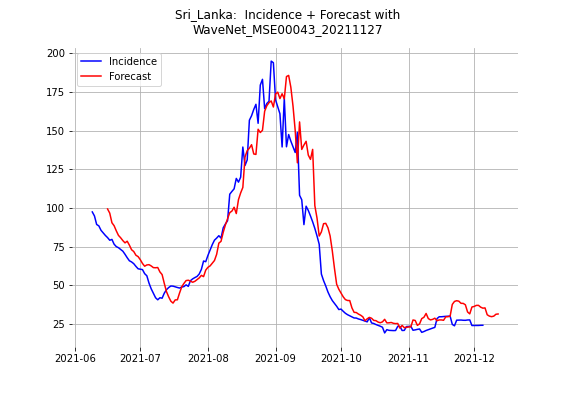 Sri_Lanka:  Incidence + Forecast with
WaveNet_MSE00043_20211127
Incidence
Forecast
200
175
150
125
100
75
50
25
2021-06 2021-07 2021-08 2021-09 2021-10 2021-11 2021-12